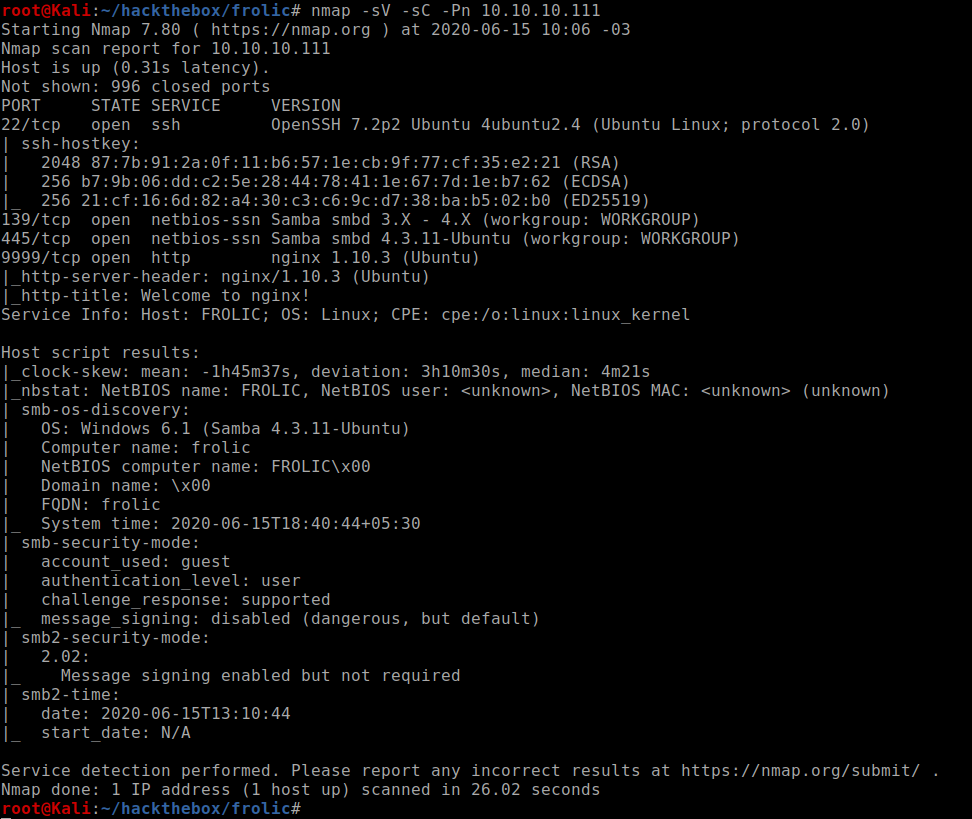 root@Kali:~/hackthebox/frolic# nmap -sV -sC -Pn 10.10.10.111
Starting Nmap 7.80 ( https://nmap.org ) at 2020-06-15 10:06 -03
Nmap scan report for 10.10.10.111
Host is up (0.31s latency).
Not shown: 996 closed ports
PORT     STATE SERVICE     VERSION
22/tcp   open  ssh         OpenSSH 7.2p2 Ubuntu 4ubuntu2.4 (Ubuntu Linux; protocol 2.0)
| ssh-hostkey:
|   2048 87:7b:91:2a:0f:11:b6:57:1e:cb:9f:77:cf:35:e2:21 (RSA)
|   256 b7:9b:06:dd:c2:5e:28:44:78:41:1e:67:7d:1e:b7:62 (ECDSA)
|_  256 21:cf:16:6d:82:a4:30:c3:c6:9c:d7:38:ba:b5:02:b0 (ED25519)
139/tcp  open  netbios-ssn Samba smbd 3.X - 4.X (workgroup: WORKGROUP)
445/tcp  open  netbios-ssn Samba smbd 4.3.11-Ubuntu (workgroup: WORKGROUP)
9999/tcp open  http        nginx 1.10.3 (Ubuntu)
|_http-server-header: nginx/1.10.3 (Ubuntu)
|_http-title: Welcome to nginx!
Service Info: Host: FROLIC; OS: Linux; CPE: cpe:/o:linux:linux_kernel

Host script results:
|_clock-skew: mean: -1h45m37s, deviation: 3h10m30s, median: 4m21s
|_nbstat: NetBIOS name: FROLIC, NetBIOS user: <unknown>, NetBIOS MAC: <unknown> (unknown)
| smb-os-discovery:
|   OS: Windows 6.1 (Samba 4.3.11-Ubuntu)
|   Computer name: frolic
|   NetBIOS computer name: FROLIC\x00
|   Domain name: \x00
|   FQDN: frolic
|_  System time: 2020-06-15T18:40:44+05:30
| smb-security-mode:
|   account_used: guest
|   authentication_level: user
|   challenge_response: supported
|_  message_signing: disabled (dangerous, but default)
| smb2-security-mode:
|   2.02:
|_    Message signing enabled but not required
| smb2-time:
|   date: 2020-06-15T13:10:44
|_  start_date: N/A

Service detection performed. Please report any incorrect results at https://nmap.org/submit/ .
Nmap done: 1 IP address (1 host up) scanned in 26.02 seconds
root@Kali:~/hackthebox/frolic#